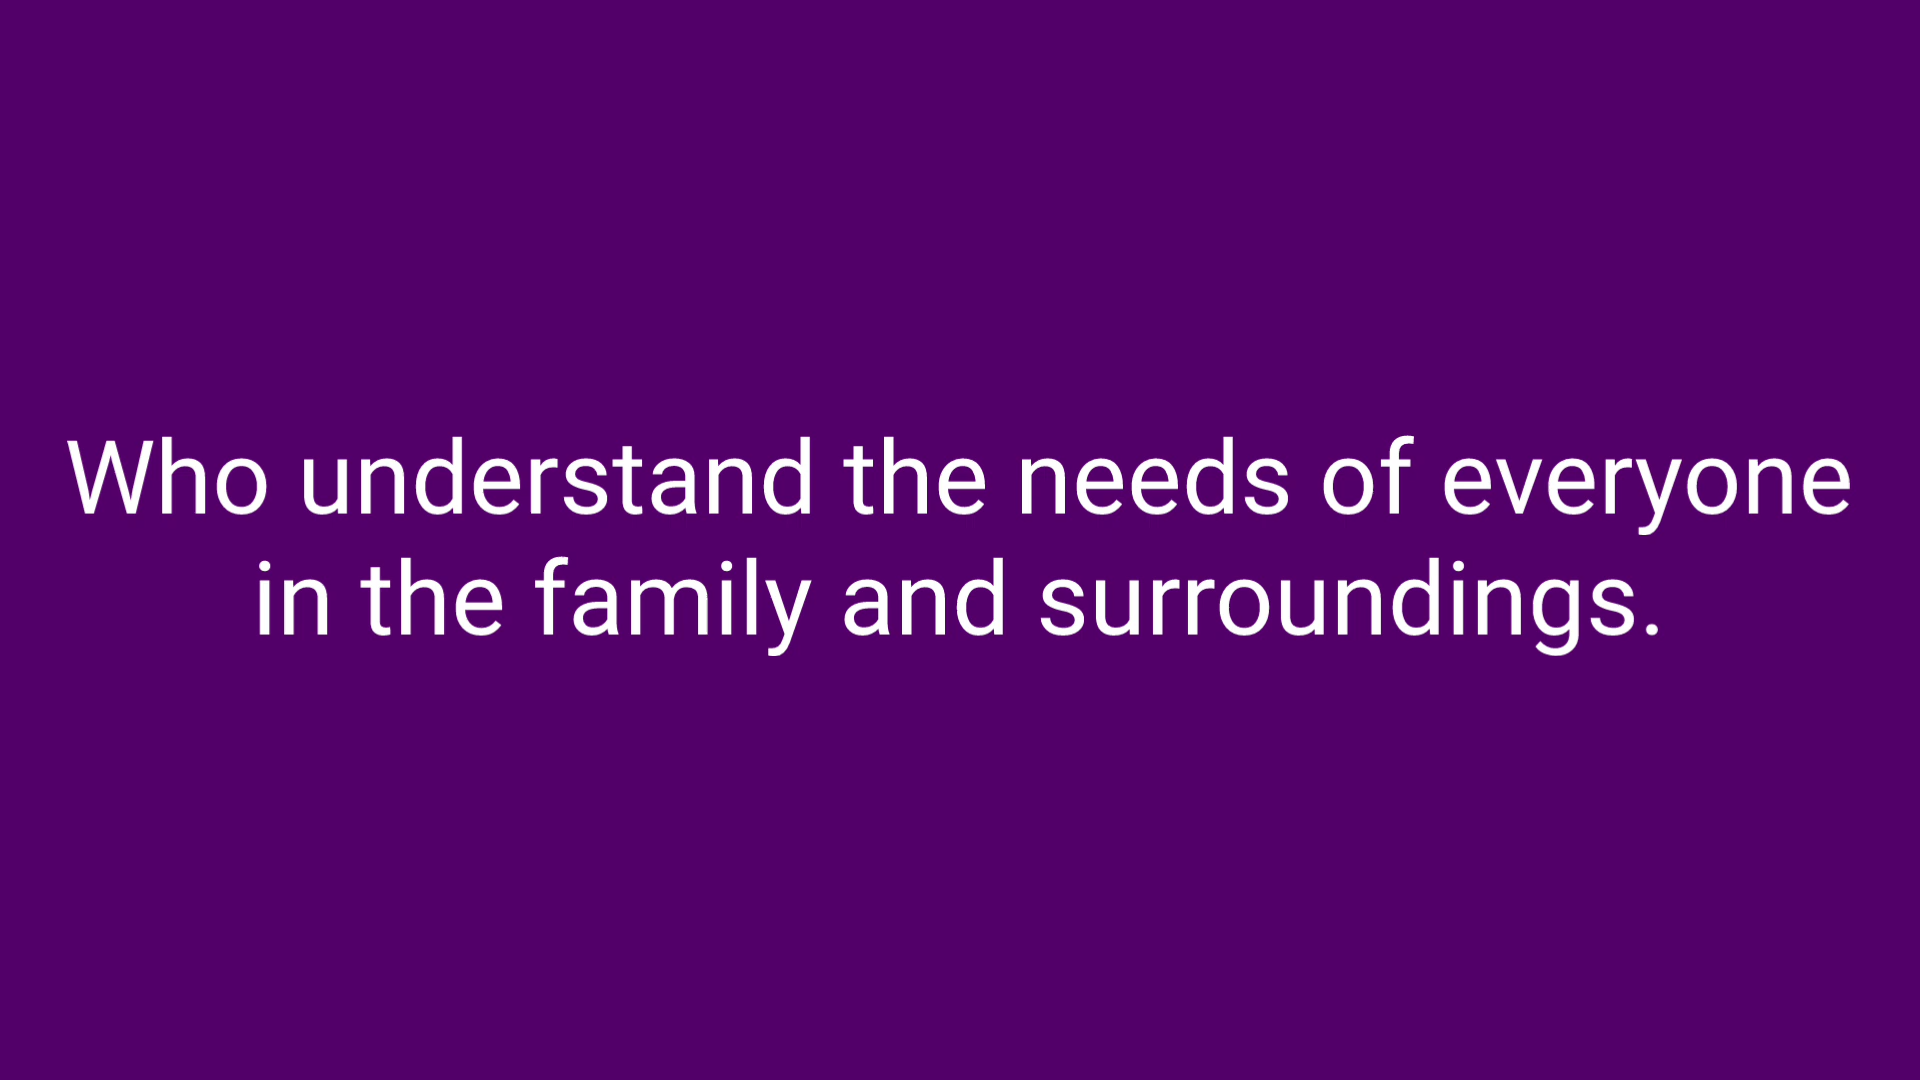 Who understand the needs of everyone
in the family and surroundings.